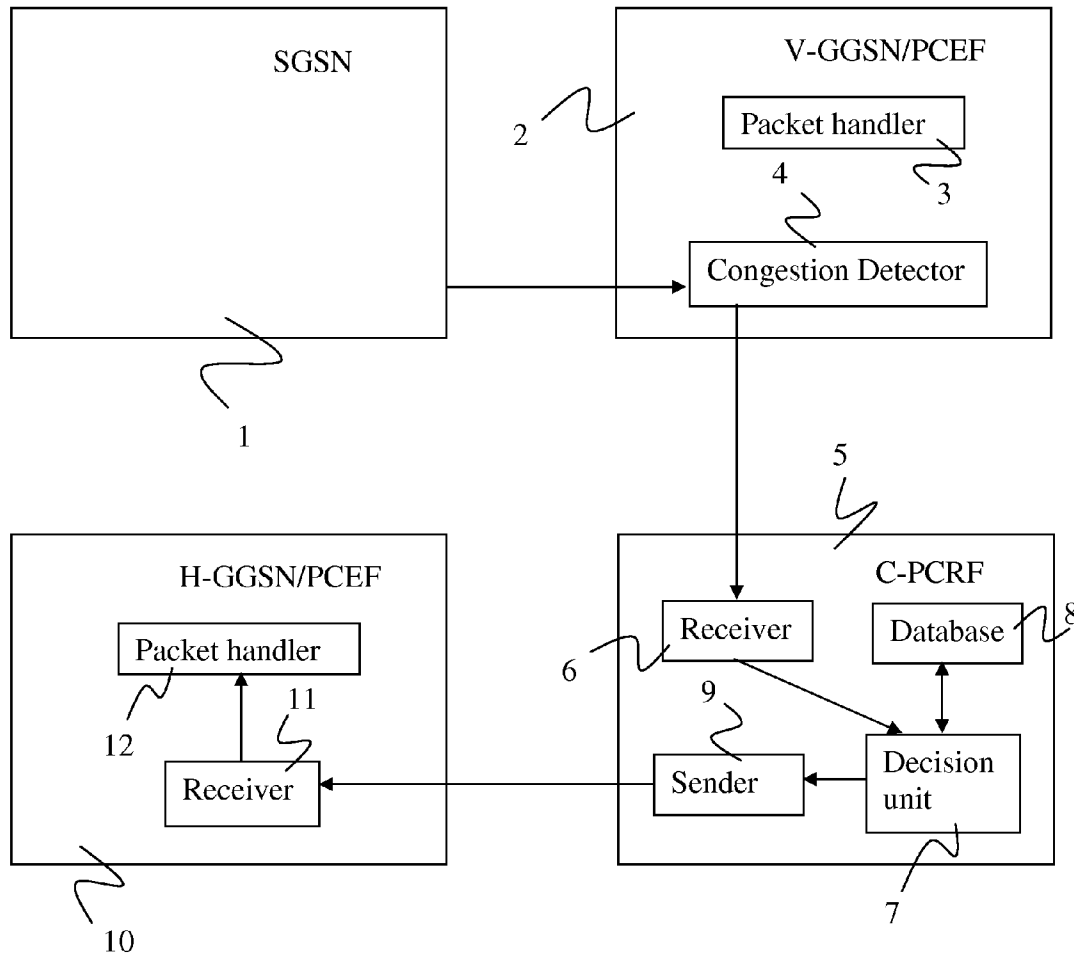 SGSN
1
V-GGSN/PCEF
2
Packet handler
3
4
Congestion Detector
5
H-GGSN/PCEF
Packet handler
12
11
Receiver
10
C-PCRF
Receiver
6
Database
8
9
Sender
Decision
unit
7